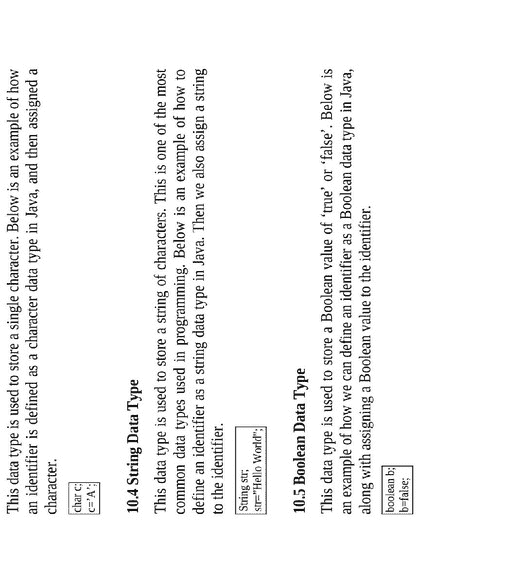 This data type is used to store a single character. Below is an example of how
an identifier is defined as a character data type in Java, and then assigned a
character.
char c;
c='A';
10.4 String Data Type
This data type is used to store a string of characters. This is one of the most
common data types used in programming. Below is an example of how to
define an identifier as a string data type in Java. Then we also assign a string
to the identifier.
String str;
str="Hello World";
10.5 Boolean Data Type
This data type is used to store a Boolean value of ‘true’ or ‘false’. Below is
an example of how we can define an identifier as a Boolean data type in Java,
along with assigning a Boolean value to the identifier.
boolean b;
b=false;